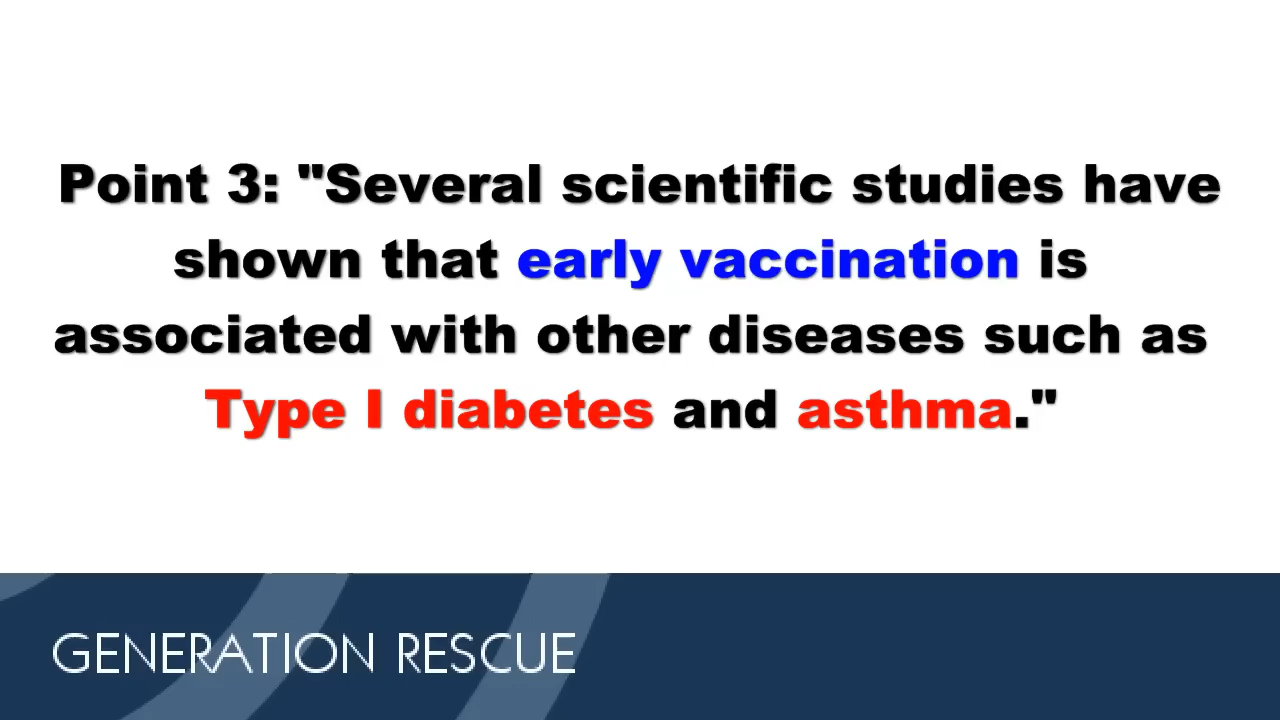 Point 3: "Several scientific studies have
shown that early vaccination is
associated with other diseases such as
Type I diabetes and asthma."
GENERATION RESCUE